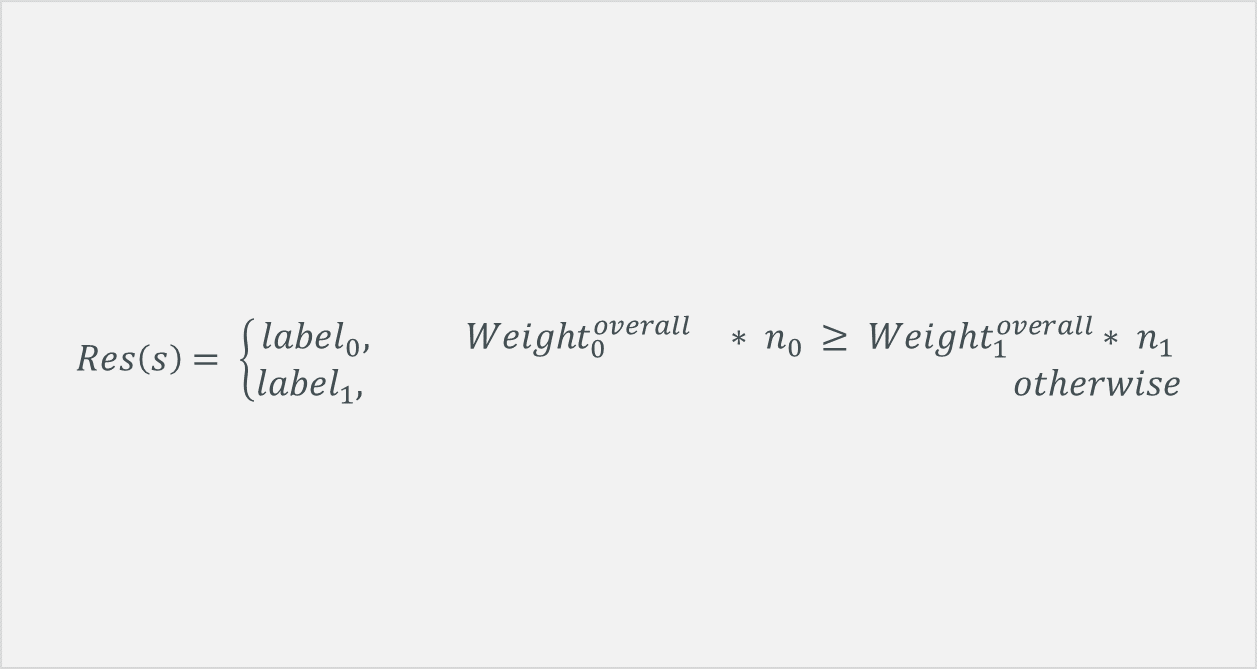 Res(s) = { label₀, Weight₀^overall * n₀ ≥ Weight₁^overall * n₁
label₁, otherwise